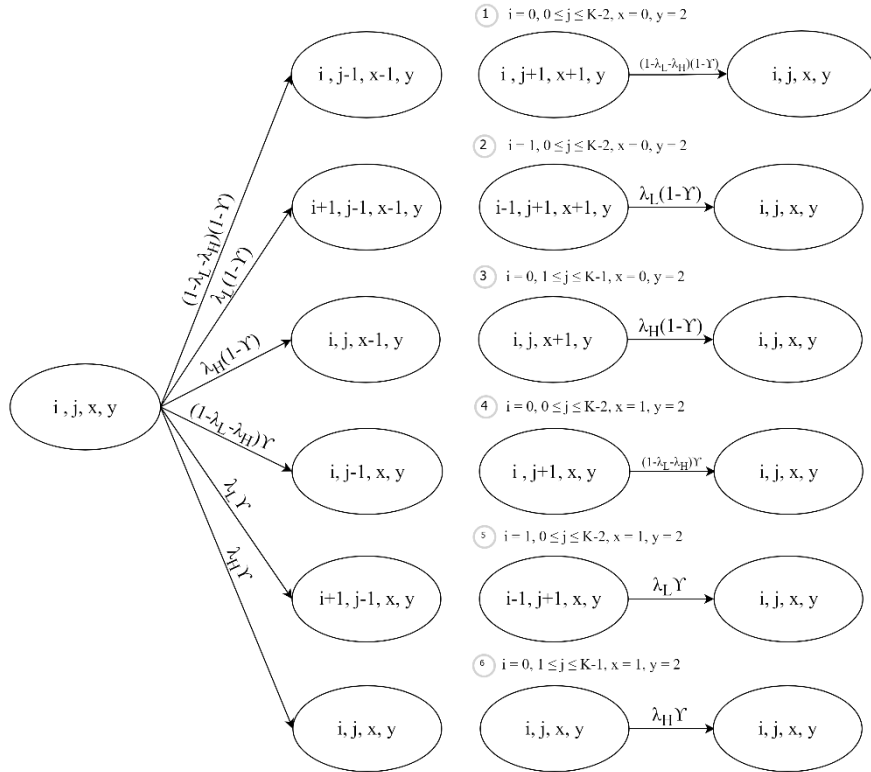 i , j, x, y
(1-λL-λH)(1-ϒ)
λL(1-ϒ)
λH(1-ϒ)
(1-λL-λH)ϒ
λLϒ
λHϒ
i , j-1, x-1, y
i+1, j-1, x-1, y
i, j, x-1, y
i, j-1, x, y
i+1, j-1, x, y
i, j, x, y
1 i = 0, 0 ≤ j ≤ K-2, x = 0, y = 2
i , j+1, x+1, y
(1-λL-λH)(1-ϒ)
i, j, x, y
2 i = 1, 0 ≤ j ≤ K-2, x = 0, y = 2
i-1, j+1, x+1, y
λL(1-ϒ)
i, j, x, y
3 i = 0, 1 ≤ j ≤ K-1, x = 0, y = 2
i, j, x+1, y
λH(1-ϒ)
i, j, x, y
4 i = 0, 0 ≤ j ≤ K-2, x = 1, y = 2
i , j+1, x, y
(1-λL-λH)ϒ
i, j, x, y
5 i = 1, 0 ≤ j ≤ K-2, x = 1, y = 2
i-1, j+1, x, y
λLϒ
i, j, x, y
6 i = 0, 1 ≤ j ≤ K-1, x = 1, y = 2
i, j, x, y
λHϒ
i, j, x, y